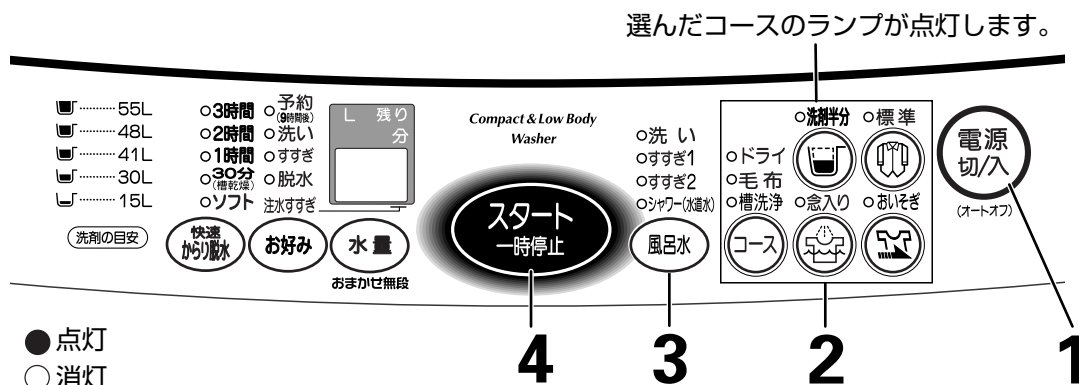 選んだコースのランプが点灯します。
55L
48L
41L
30L
15L
洗剤の目安
3時間
2時間
1時間
30分
(槽乾燥)
ソフト
快速
からり脱水
予約
(9時間後)
洗い
すすぎ
脱水
注水すすぎ
お好み
L 残り
分
水量
おまかせ無段
Compact & Low Body
Washer
スタート
一時停止
洗い
すすぎ1
すすぎ2
シャワー(水道水)
風呂水
ドライ
毛布
槽洗浄
コース
洗剤半分
標準
念入り
おいそぎ
電源
切/入
(オートオフ)
4
3
2
1
●点灯
○消灯